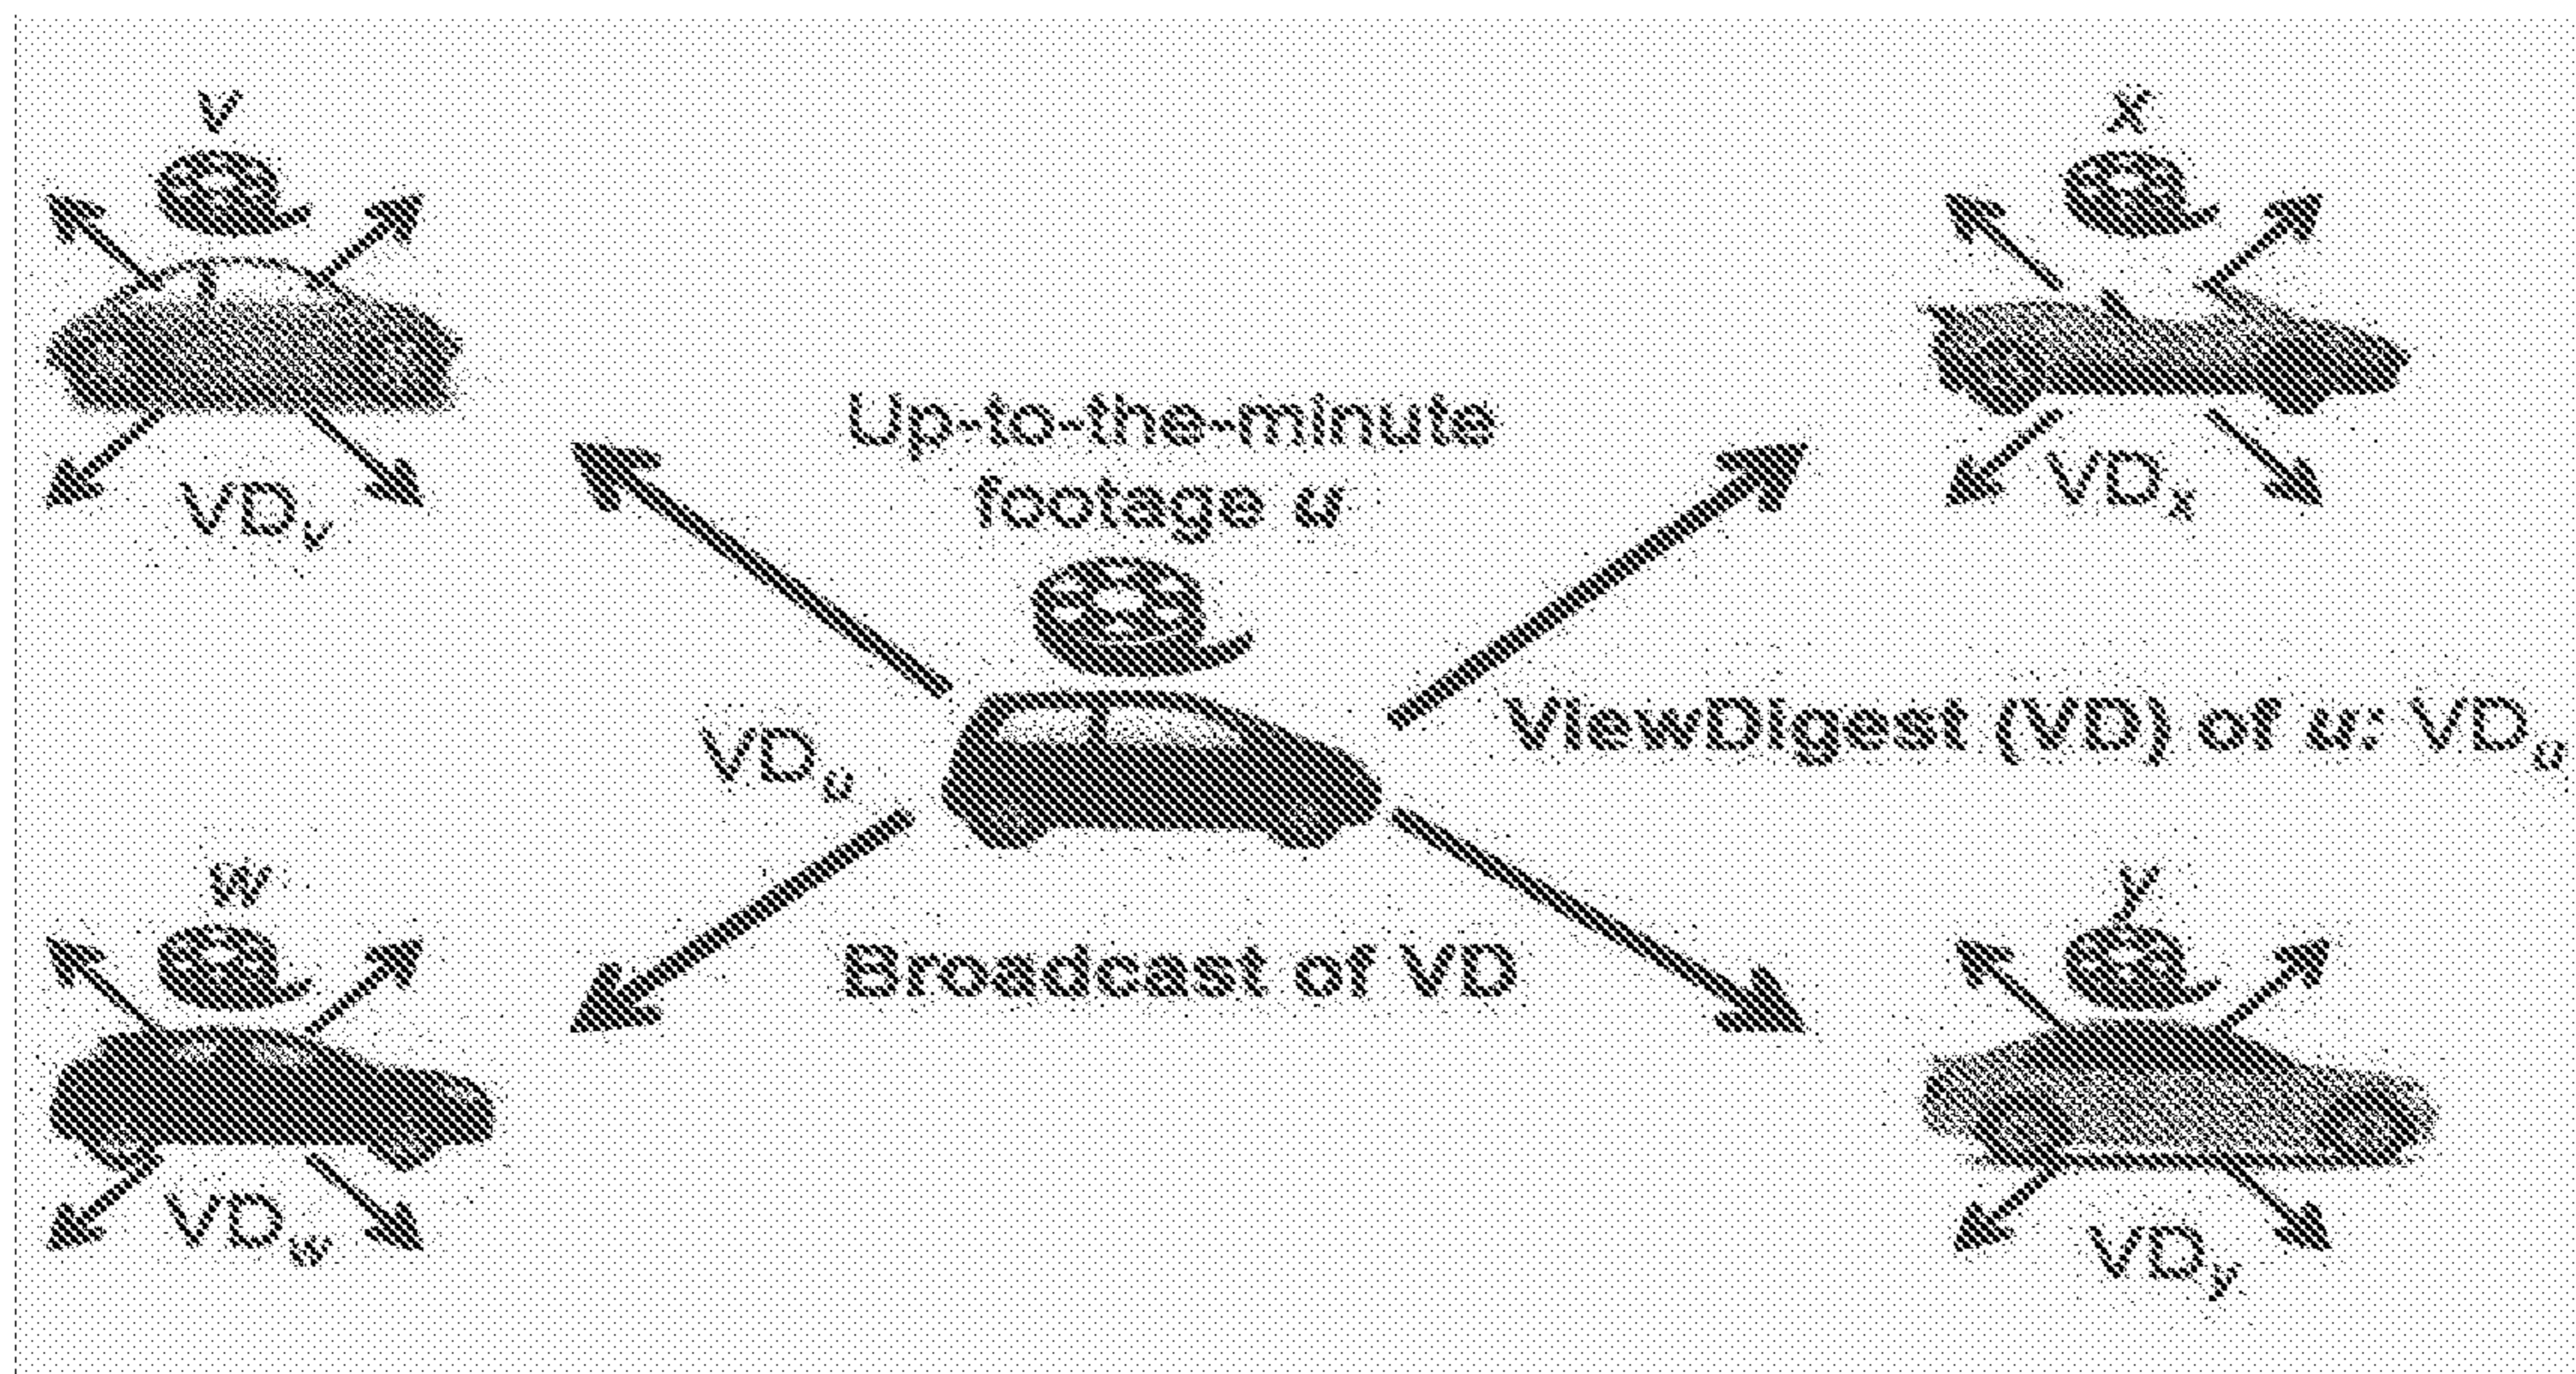 v
x
Up-to-the-minute
footage u
VD_v
VD_x
VD_u
ViewDigest (VD) of u: VD_u
w
y
Broadcast of VD
VD_w
VD_y